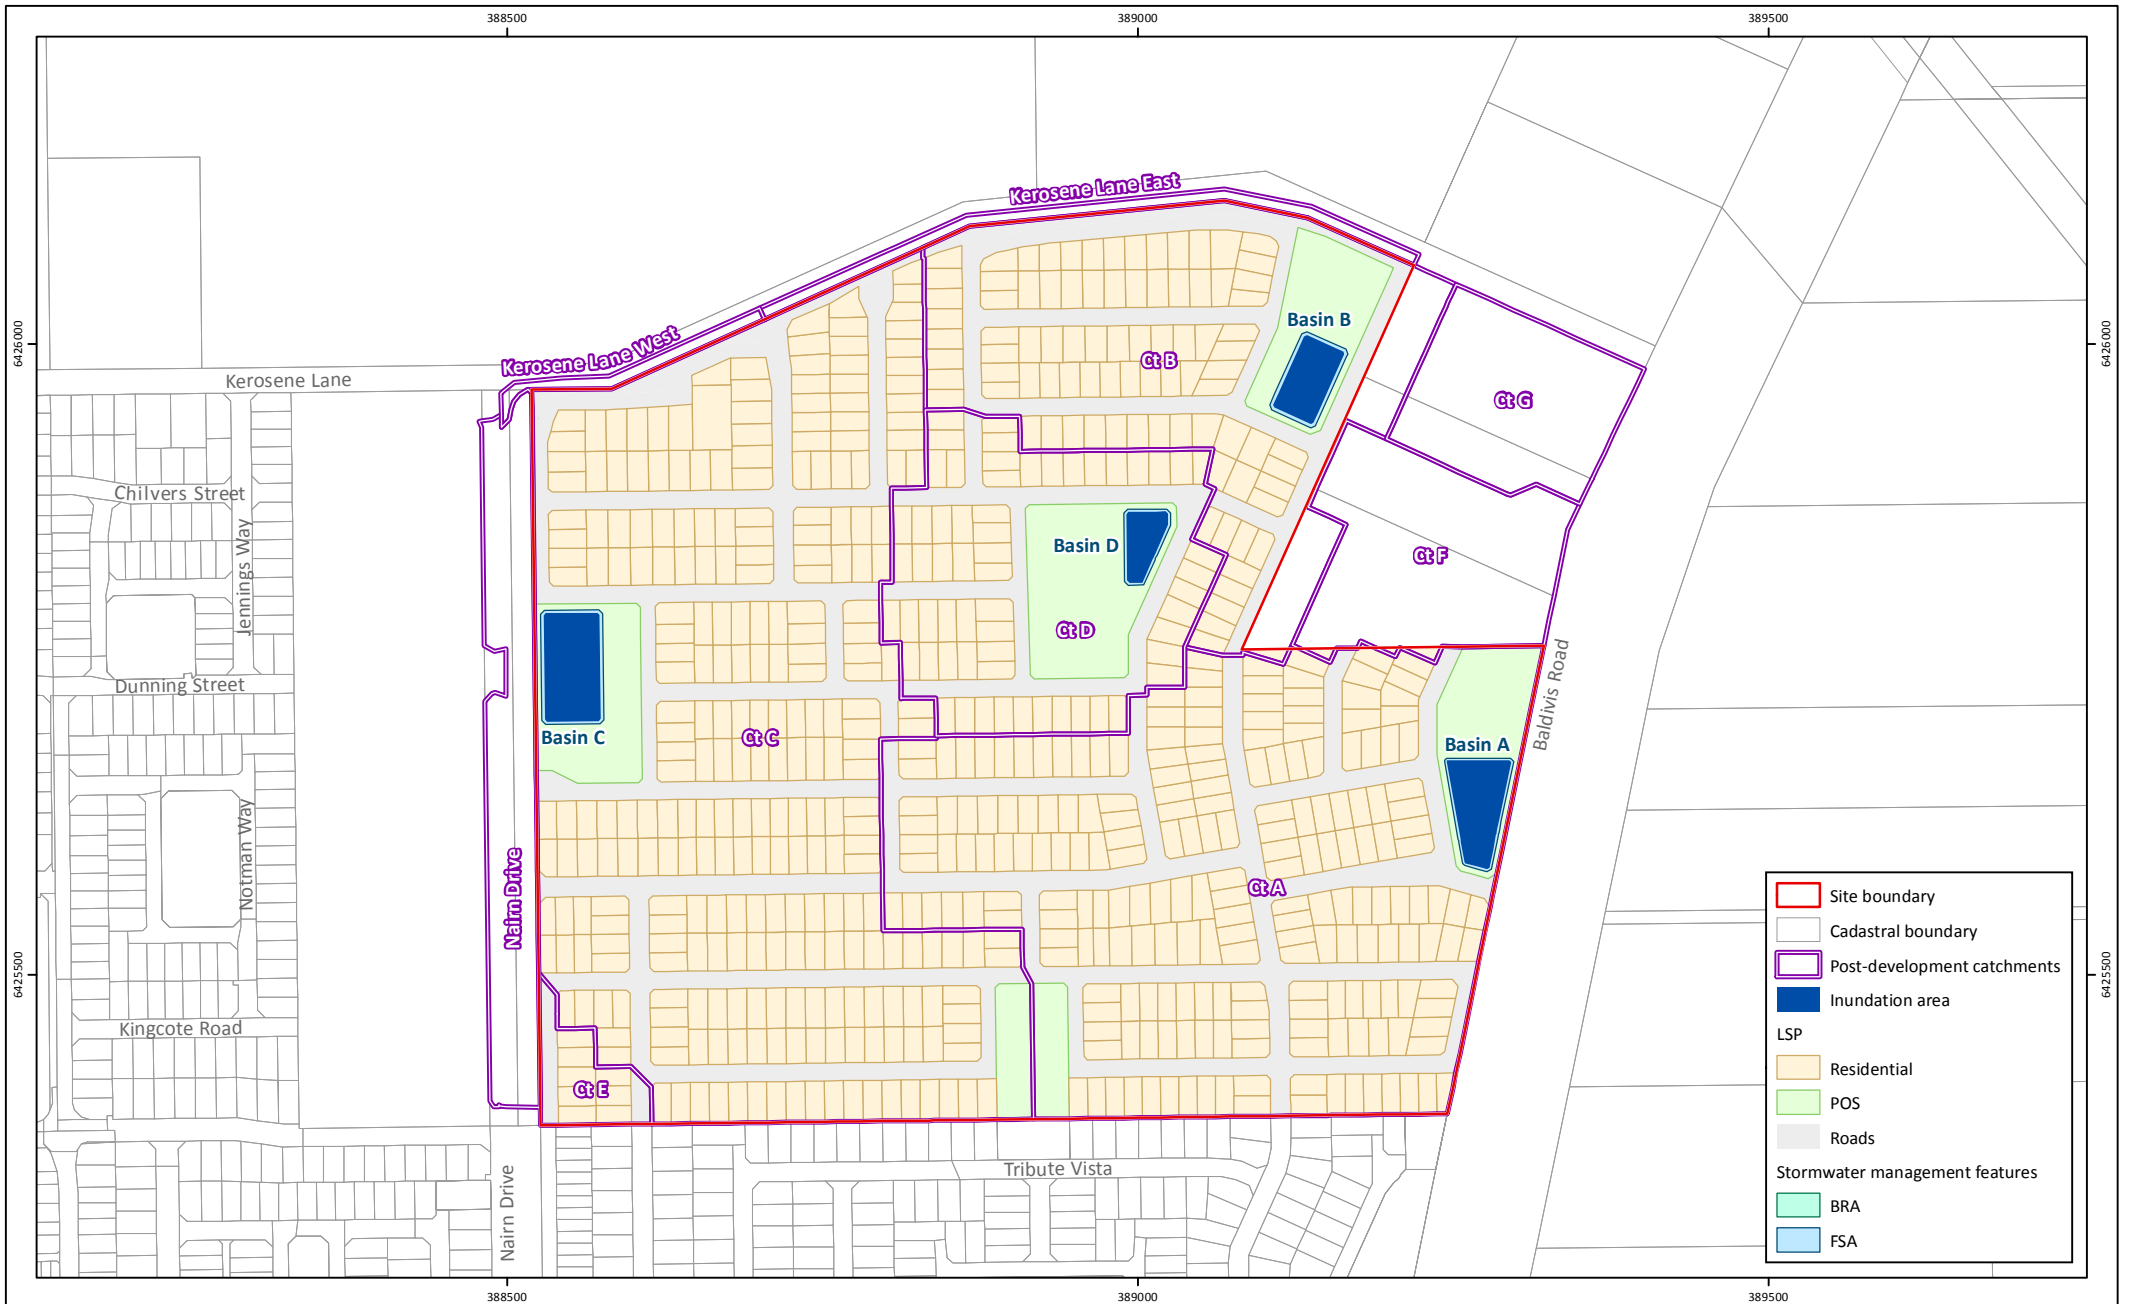 388500
389000
389500
Kerosene Lane East
6426000
6426000
Basin B
Kerosene Lane West
Ct B
Kerosene Lane
Ct G
Chilvers Street
Jennings Way
Basin D
Ct F
Ct D
Dunning Street
Baldivis Road
Basin C
Ct C
Basin A
Notman Way
Nairn Drive
Ct A
Site boundary
Cadastral boundary
Post-development catchments
Inundation area
LSP
Residential
POS
Roads
Stormwater management features
BRA
FSA
6425500
6425500
Kingcote Road
Ct E
Tribute Vista
Nairn Drive
388500
389000
389500